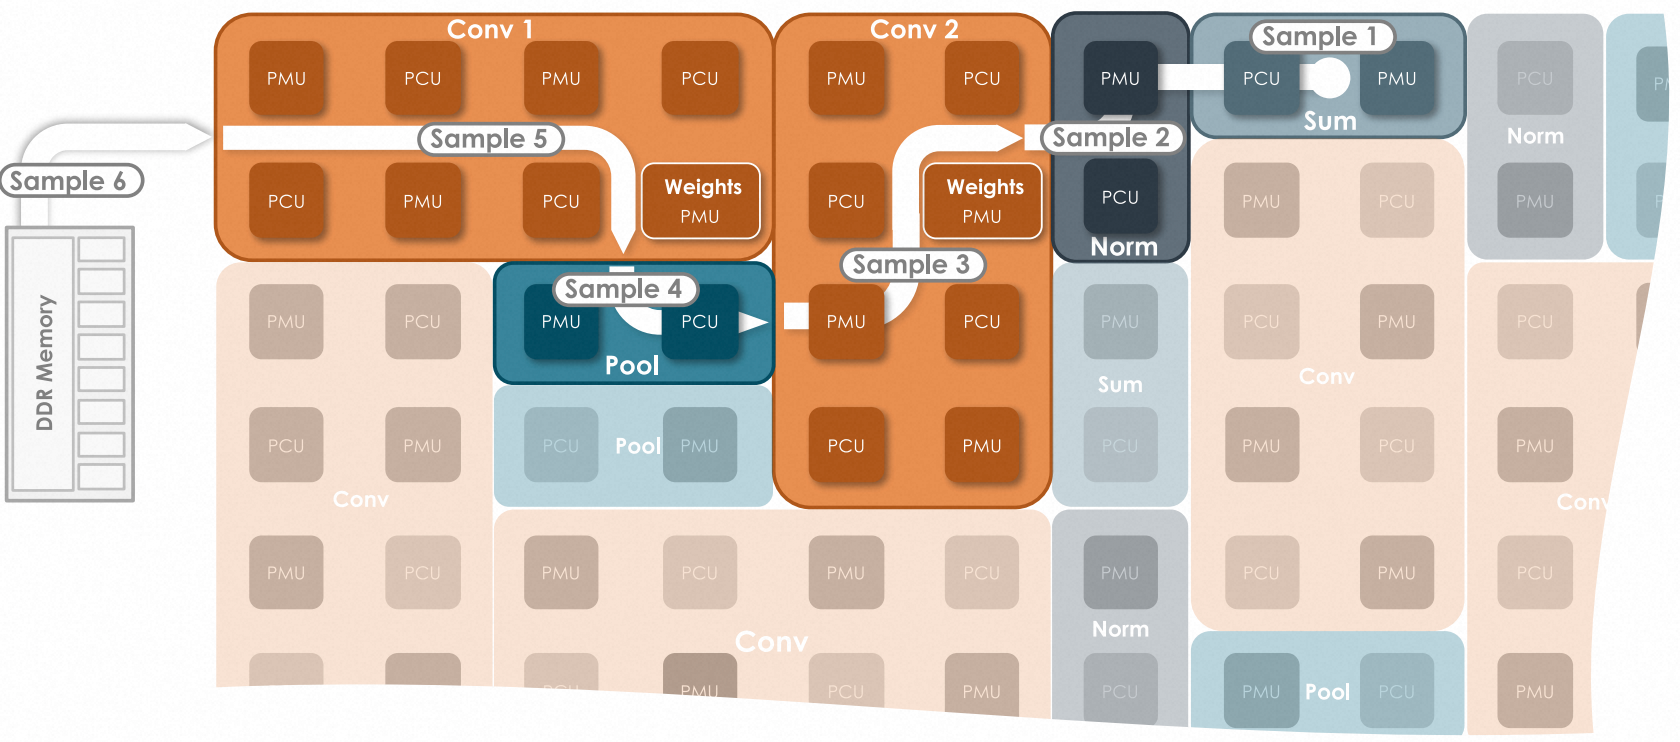 Conv 1
Conv 2
Sample 1
PMU
PCU
PMU
PCU
PMU
PCU
PMU
PCU
PMU
PCU
PM
Sum
Norm
Sample 5
Sample 2
Sample 6
PCU
PMU
PCU
Weights
PMU
PCU
Weights
PMU
PCU
Norm
PMU
PCU
PMU
P
Sample 3
Sample 4
DDR Memory
PMU
PCU
PMU
PCU
Pool
PMU
PCU
PMU
Sum
PCU
PMU
Conv
PCU
PCU
PMU
Conv
PCU
Pool
PMU
PCU
PMU
PCU
PMU
PCU
PMU
Conv
PMU
PCU
PMU
PCU
PMU
PCU
PMU
Norm
PCU
PMU
PCU
Conv
PCU
PMU
PCU
PMU
PCU
PMU
Pool
PCU
PMU